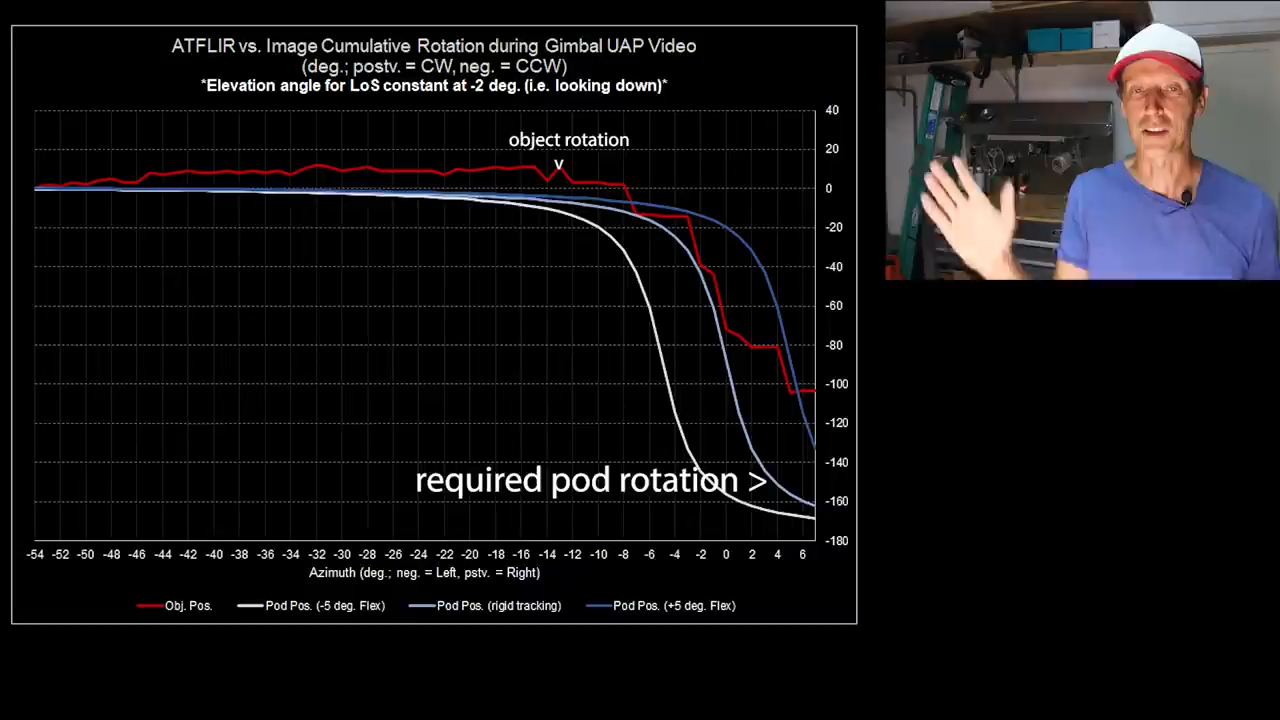 ATFLIR vs. Image Cumulative Rotation during Gimbal UAP Video
(deg.; postv. = CW, neg. = CCW)
*Elevation angle for LoS constant at -2 deg. (i.e. looking down)*
object rotation
v
40
20
0
-20
-40
-60
-80
-100
-120
-140
-160
-180
required pod rotation >
-54 -52 -50 -48 -46 -44 -42 -40 -38 -36 -34 -32 -30 -28 -26 -24 -22 -20 -18 -16 -14 -12 -10 -8 -6 -4 -2 0 2 4 6
Azimuth (deg.; neg. = Left, pstv. = Right)
Obj. Pos. Pod Pos. (-5 deg. Flex) Pod Pos. (rigid tracking) Pod Pos. (+5 deg. Flex)